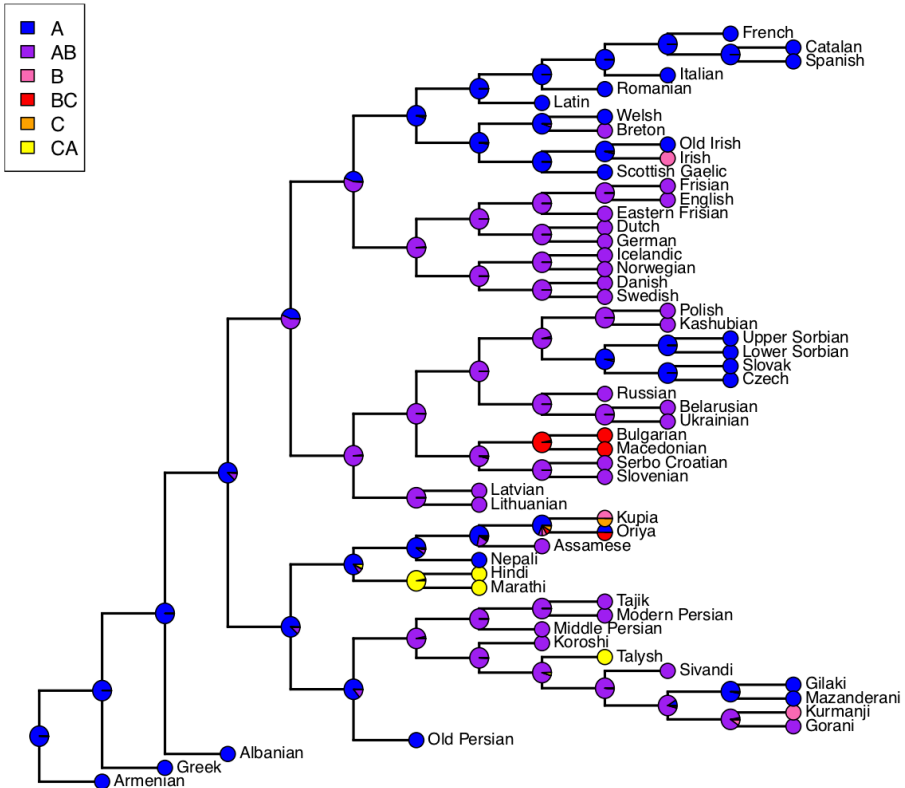 A
AB
B
BC
C
CA
French
Catalan
Spanish
Italian
Romanian
Latin
Welsh
Breton
Old Irish
Irish
Scottish Gaelic
Frisian
English
Eastern Frisian
Dutch
German
Icelandic
Norwegian
Danish
Swedish
Polish
Kashubian
Upper Sorbian
Lower Sorbian
Slovak
Czech
Russian
Belarusian
Ukrainian
Bulgarian
Macedonian
Serbo Croatian
Slovenian
Latvian
Lithuanian
Kupia
Oriya
Assamese
Nepali
Hindi
Marathi
Tajik
Modern Persian
Middle Persian
Koroshi
Talysh
Sivandi
Gilaki
Mazanderani
Kurmanji
Gorani
Old Persian
Albanian
Greek
Armenian